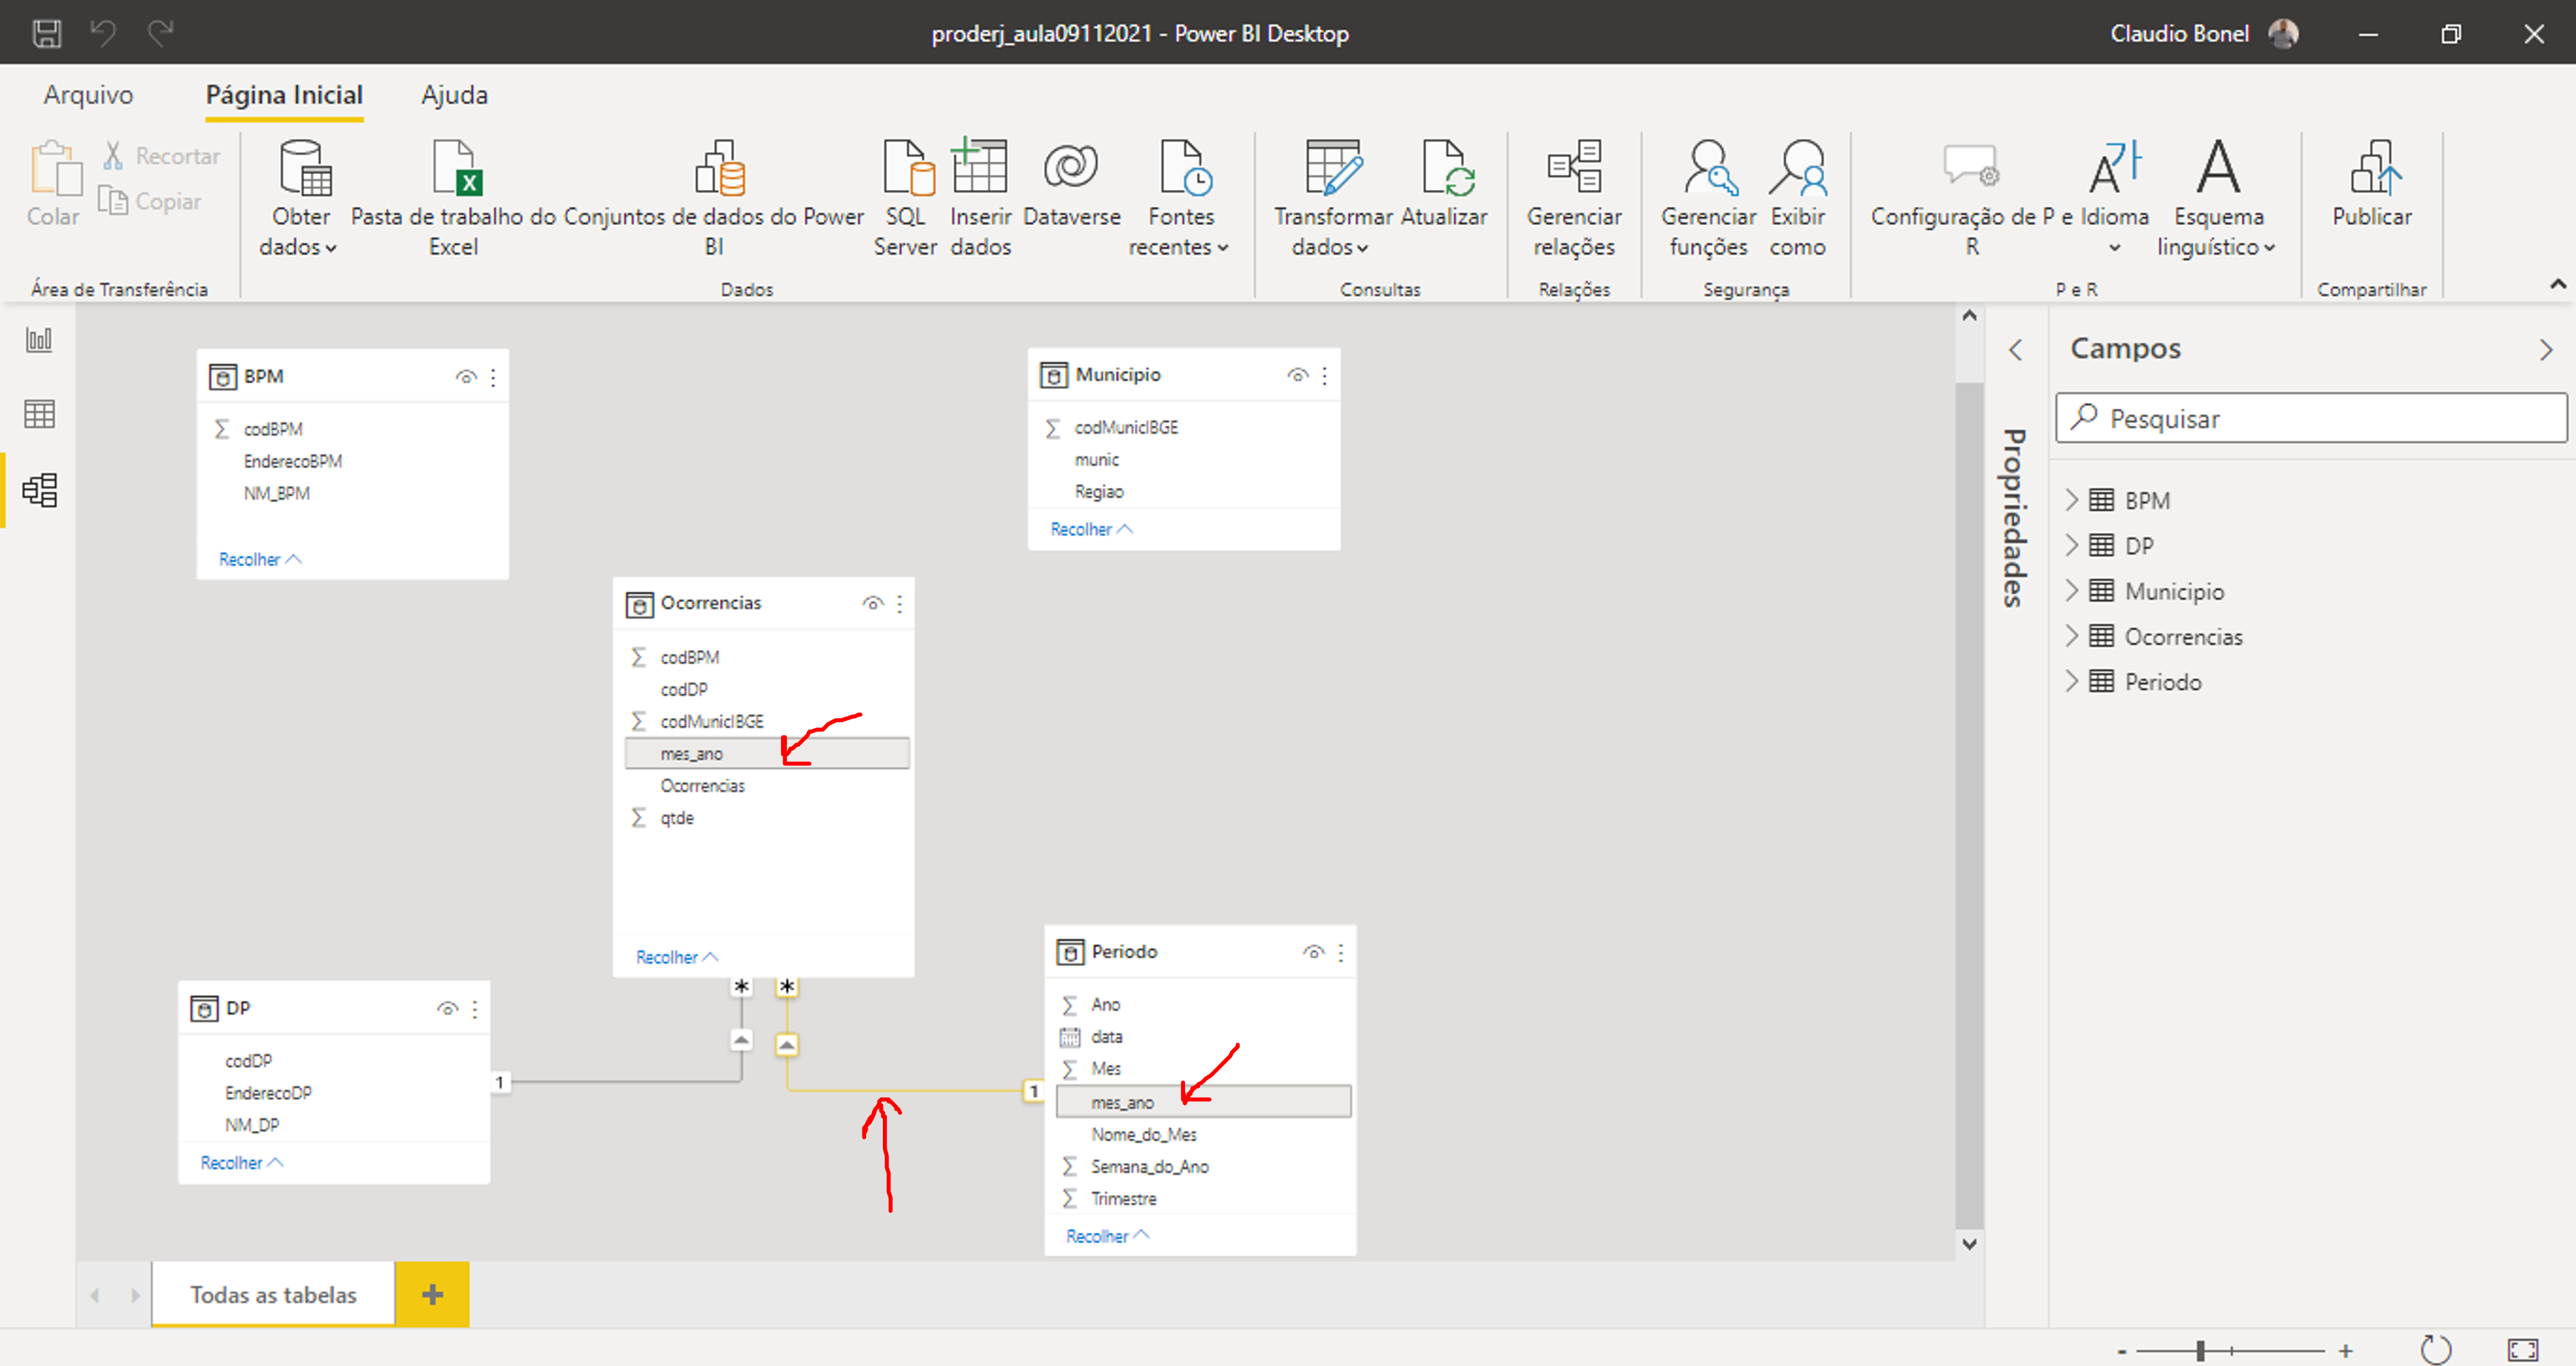 proderj_aula09112021 - Power BI Desktop
Claudio Bonel
Arquivo
Página Inicial
Ajuda
Colar
Recortar
Copiar
Área de Transferência
Obter
dados
Pasta de trabalho do
Excel
Conjuntos de dados do Power
BI
SQL
Server
Inserir
dados
Dataverse
Fontes
recentes
Dados
Transformar
dados
Atualizar
Consultas
Gerenciar
relações
Relações
Gerenciar
funções
Exibir
como
Segurança
Configuração de P e
R
Idioma
Esquema
linguístico
P e R
Publicar
Compartilhar
BPM
codBPM
EnderecoBPM
NM_BPM
Recolher
Municipio
codMunicIBGE
munic
Regiao
Recolher
Ocorrencias
codBPM
codDP
codMunicIBGE
mes_ano
Ocorrencias
qtde
Recolher
* *
DP
codDP
EnderecoDP
NM_DP
Recolher
1
1
Periodo
Ano
data
Mes
mes_ano
Nome_do_Mes
Semana_do_Ano
Trimestre
Recolher
Propriedades
Campos
Pesquisar
BPM
DP
Municipio
Ocorrencias
Periodo
Todas as tabelas
+
- +